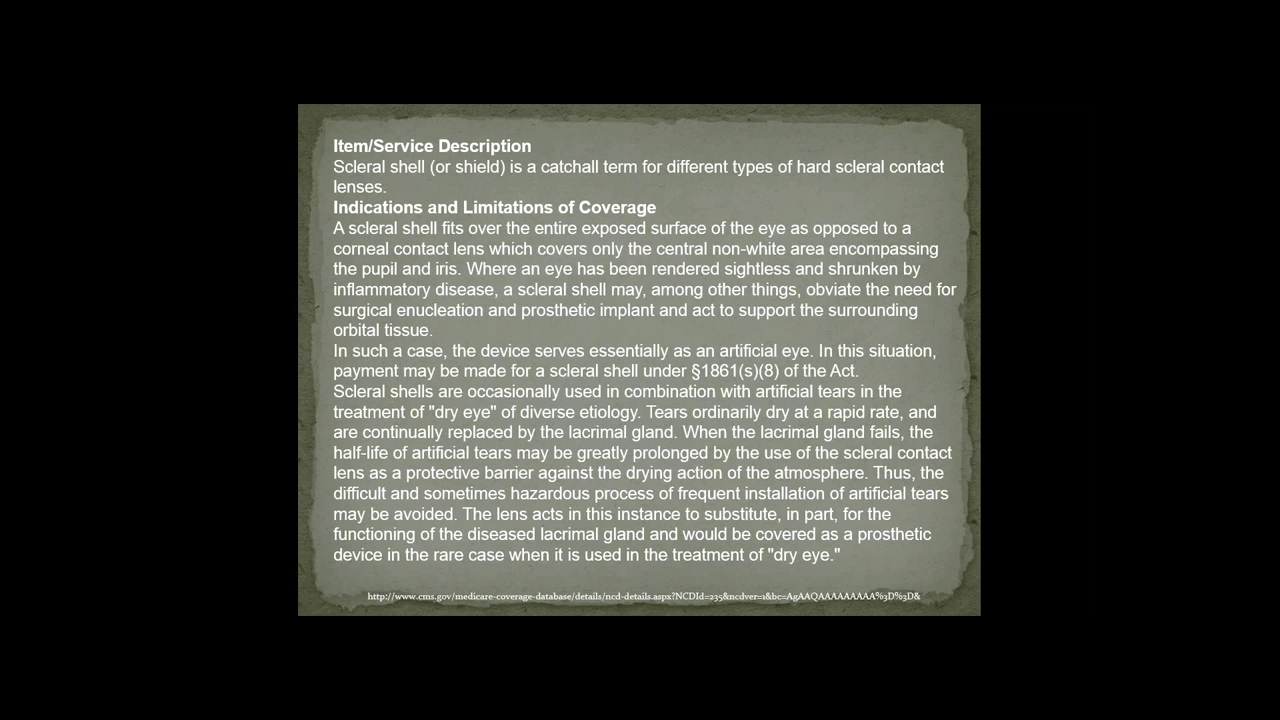 Item/Service Description
Scleral shell (or shield) is a catchall term for different types of hard scleral contact
lenses.
Indications and Limitations of Coverage
A scleral shell fits over the entire exposed surface of the eye as opposed to a
corneal contact lens which covers only the central non-white area encompassing
the pupil and iris. Where an eye has been rendered sightless and shrunken by
inflammatory disease, a scleral shell may, among other things, obviate the need for
surgical enucleation and prosthetic implant and act to support the surrounding
orbital tissue.
In such a case, the device serves essentially as an artificial eye. In this situation,
payment may be made for a scleral shell under §1861(s)(8) of the Act.
Scleral shells are occasionally used in combination with artificial tears in the
treatment of "dry eye" of diverse etiology. Tears ordinarily dry at a rapid rate, and
are continually replaced by the lacrimal gland. When the lacrimal gland fails, the
half-life of artificial tears may be greatly prolonged by the use of the scleral contact
lens as a protective barrier against the drying action of the atmosphere. Thus, the
difficult and sometimes hazardous process of frequent installation of artificial tears
may be avoided. The lens acts in this instance to substitute, in part, for the
functioning of the diseased lacrimal gland and would be covered as a prosthetic
device in the rare case when it is used in the treatment of "dry eye."
http://www.cms.gov/medicare-coverage-database/details/ncd-details.aspx?NCDId=235&ncdver=1&bc=AgAAQAAAAAAAAA%3D%3D&